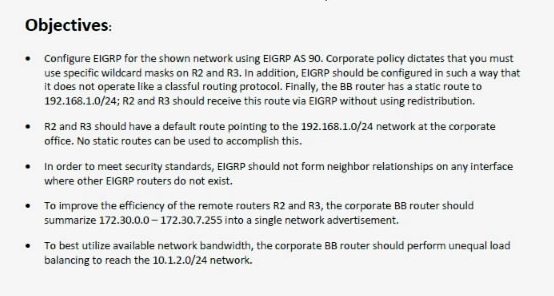 Objectives:
• Configure EIGRP for the shown network using EIGRP AS 90. Corporate policy dictates that you must
use specific wildcard masks on R2 and R3. In addition, EIGRP should be configured in such a way that
it does not operate like a classful routing protocol. Finally, the BB router has a static route to
192.168.1.0/24; R2 and R3 should receive this route via EIGRP without using redistribution.
• R2 and R3 should have a default route pointing to the 192.168.1.0/24 network at the corporate
office. No static routes can be used to accomplish this.
• In order to meet security standards, EIGRP should not form neighbor relationships on any interface
where other EIGRP routers do not exist.
• To improve the efficiency of the remote routers R2 and R3, the corporate BB router should
summarize 172.30.0.0 – 172.30.7.255 into a single network advertisement.
• To best utilize available network bandwidth, the corporate BB router should perform unequal load
balancing to reach the 10.1.2.0/24 network.